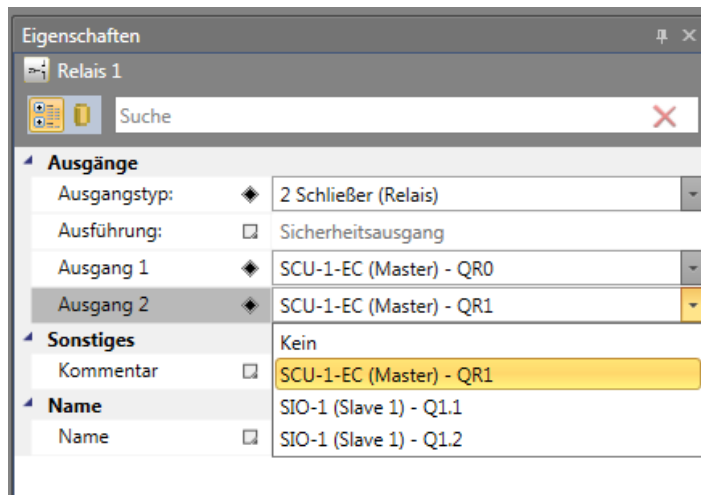 Eigenschaften
Relais 1
Suche
Ausgänge
Ausgangstyp: 2 Schließer (Relais)
Ausführung: Sicherheitsausgang
Ausgang 1 SCU-1-EC (Master) - QR0
Ausgang 2 SCU-1-EC (Master) - QR1
Sonstiges Kein
Kommentar SCU-1-EC (Master) - QR1
Name SIO-1 (Slave 1) - Q1.1
Name SIO-1 (Slave 1) - Q1.2